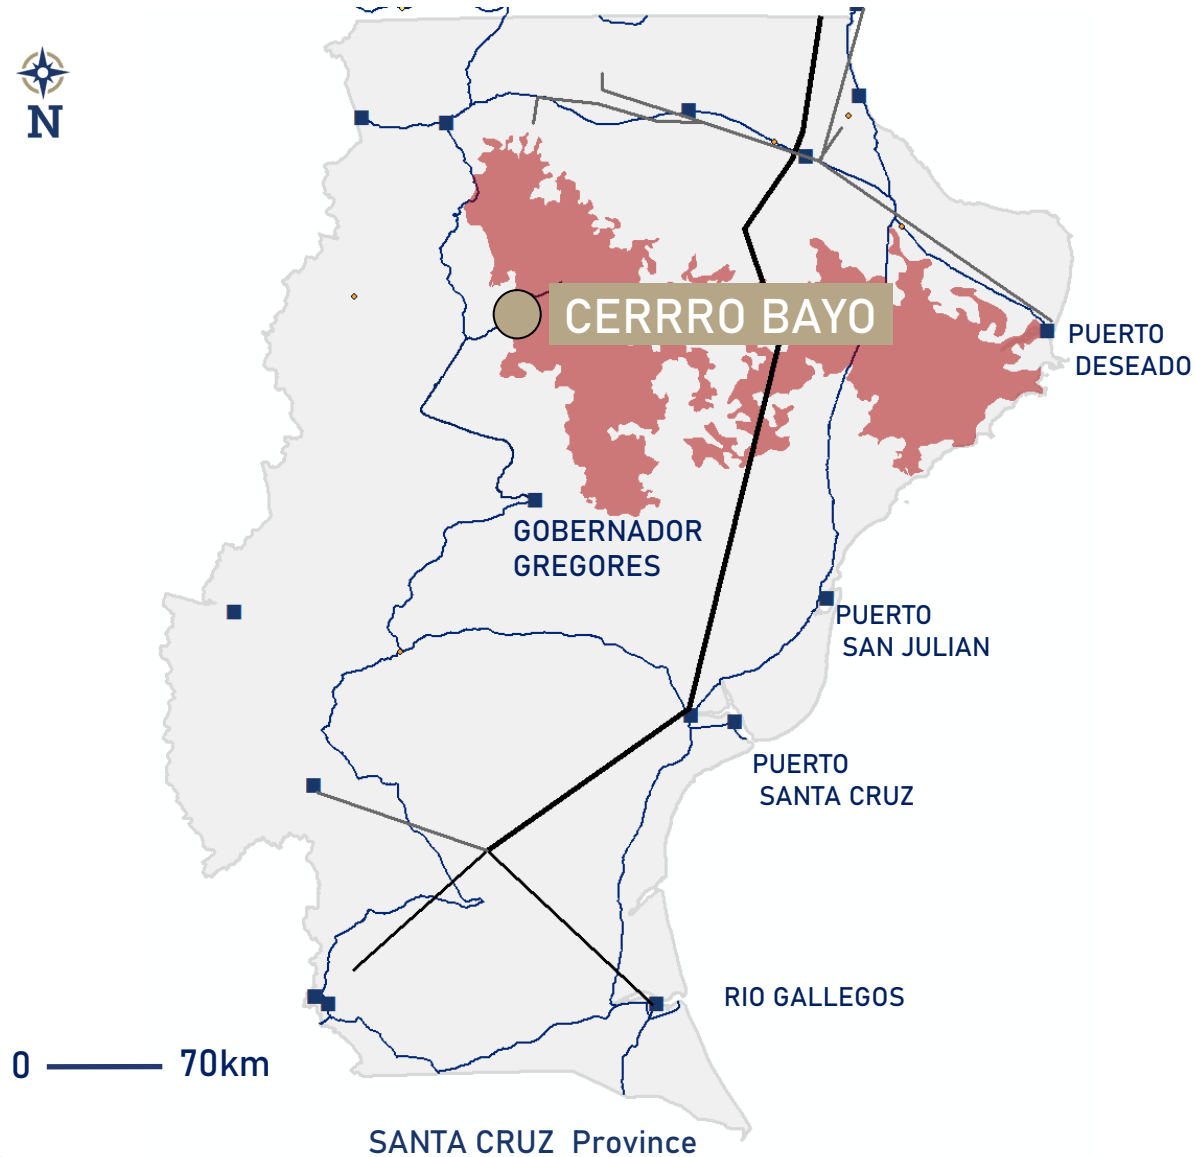 N
CERRRO BAYO
PUERTO
DESEADO
GOBERNADOR
GREGORES
PUERTO
SAN JULIAN
PUERTO
SANTA CRUZ
RIO GALLEGOS
0 70km
SANTA CRUZ Province